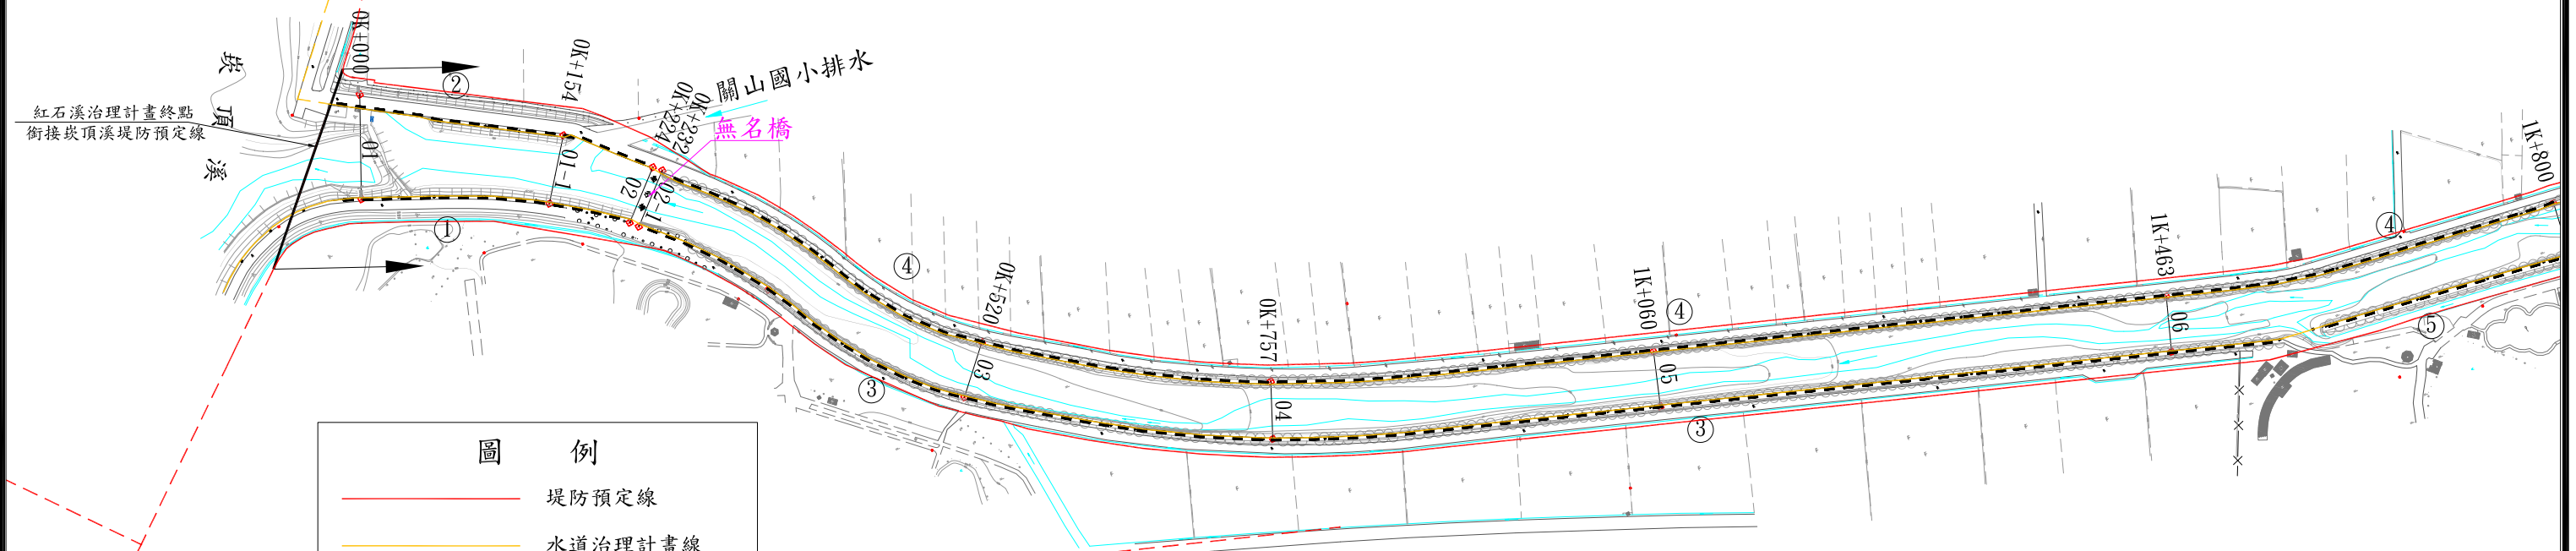 0K+000
崁頂溪
紅石溪治理計畫終點
銜接崁頂溪堤防預定線
②
0K+154
0K+224
0K+232
關山國小排水
無名橋
01
01-1
02
02-1
①
④
0K+520
03
③
0K+757
04
1K+060
④
05
③
1K+463
06
④
1K+800
⑤
圖 例
堤防預定線
水道治理計畫線